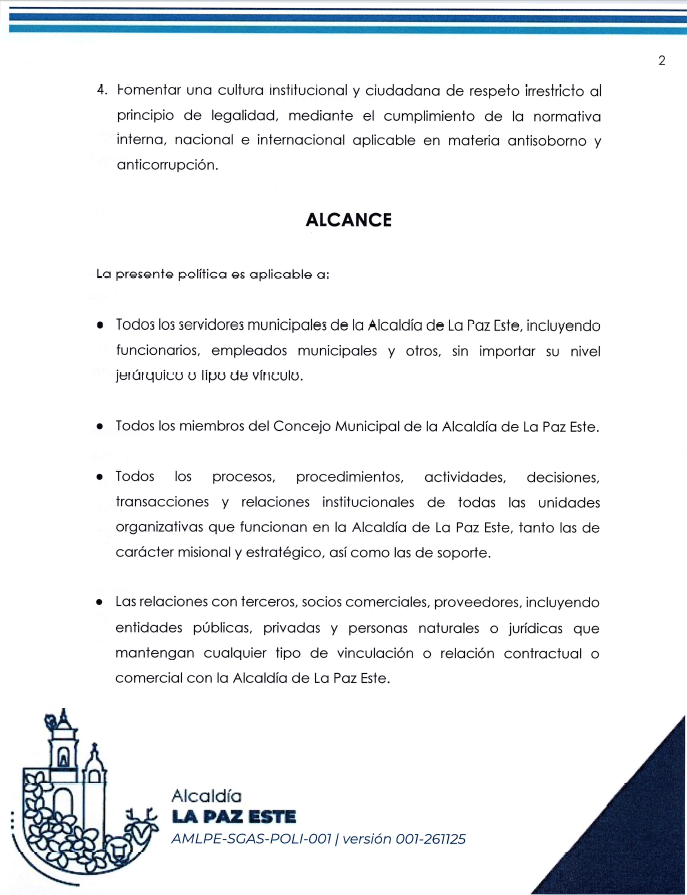 2
4. Fomentar una cultura institucional y ciudadana de respeto irrestricto al
principio de legalidad, mediante el cumplimiento de la normativa
interna, nacional e internacional aplicable en materia antisoborno y
anticorrupción.
ALCANCE
La presente política es aplicable a:
• Todos los servidores municipales de la Alcaldía de La Paz Este, incluyendo
funcionarios, empleados municipales y otros, sin importar su nivel
jerárquico o tipo de vínculo.
• Todos los miembros del Concejo Municipal de la Alcaldía de La Paz Este.
• Todos los procesos, procedimientos, actividades, decisiones,
transacciones y relaciones institucionales de todas las unidades
organizativas que funcionan en la Alcaldía de La Paz Este, tanto las de
carácter misional y estratégico, así como las de soporte.
• Las relaciones con terceros, socios comerciales, proveedores, incluyendo
entidades públicas, privadas y personas naturales o jurídicas que
mantengan cualquier tipo de vinculación o relación contractual o
comercial con la Alcaldía de La Paz Este.
Alcaldía
LA PAZ ESTE
AMLPE-SGAS-POLI-001 | versión 001-261125